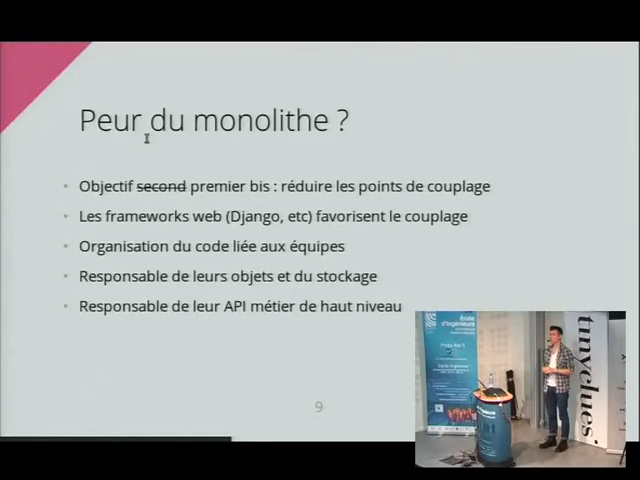 Peur du monolithe ?
Objectif second premier bis : réduire les points de couplage
Les frameworks web (Django, etc) favorisent le couplage
Organisation du code liée aux équipes
Responsable de leurs objets et du stockage
Responsable de leur API métier de haut niveau
9
école
d'ingénieurs
tinyclues